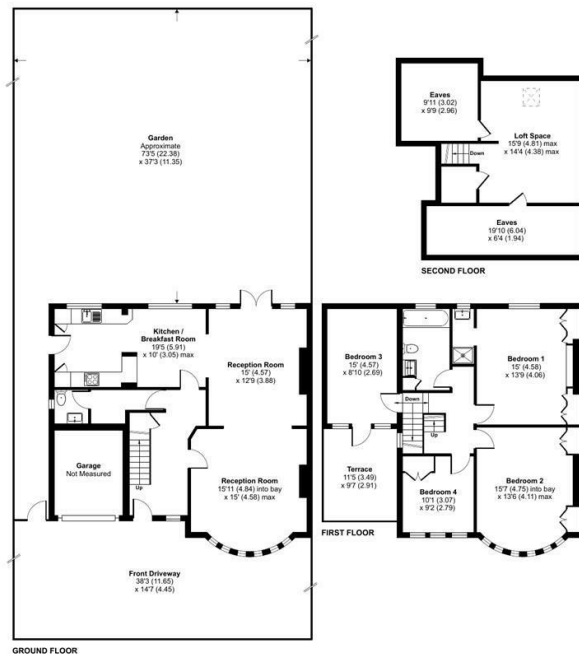 Garden
Approximate
73'5 (22.38)
x 37'3 (11.35)
Kitchen /
Breakfast Room
19'5 (5.91)
x 10' (3.05) max
Reception Room
15' (4.57)
x 12'9 (3.88)
Garage
Not Measured
Up
Reception Room
15'11 (4.84) into bay
x 15' (4.58) max
Front Driveway
38'3 (11.65)
x 14'7 (4.45)
GROUND FLOOR
Eaves
9'11 (3.02)
x 9'9 (2.96)
Loft Space
15'9 (4.81) max
x 14'4 (4.38) max
Down
Eaves
19'10 (6.04)
x 6'4 (1.94)
SECOND FLOOR
Bedroom 3
15' (4.57)
x 8'10 (2.69)
Bedroom 1
15' (4.58)
x 13'9 (4.06)
Down
Up
Terrace
11'5 (3.49)
x 9'7 (2.91)
Bedroom 4
10'1 (3.07)
x 9'2 (2.79)
Bedroom 2
15'7 (4.75) into bay
x 13'6 (4.11) max
FIRST FLOOR